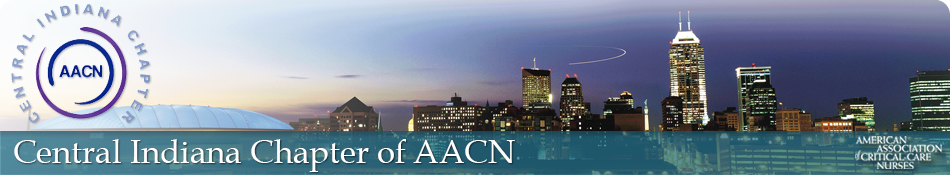 CENTRAL INDIANA CHAPTER
AACN
Central Indiana Chapter of AACN
AMERICAN
ASSOCIATION
of CRITICAL-CARE
NURSES